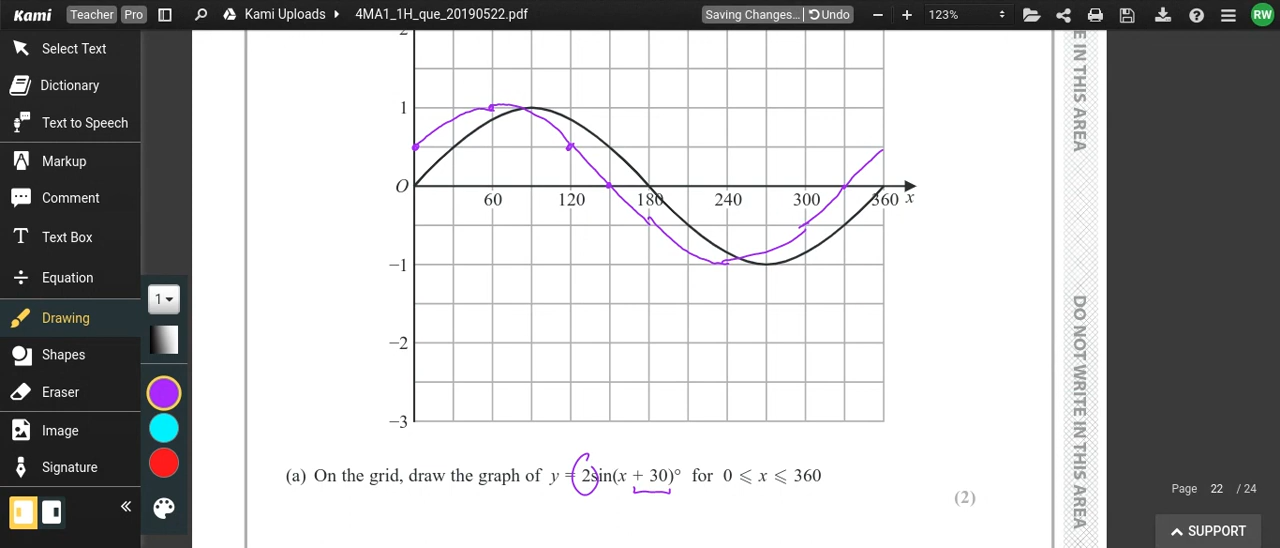 Kami Teacher Pro Kami Uploads 4MA1_1H_que_20190522.pdf Saving Changes... Undo 123% RW
Select Text
Dictionary
Text to Speech
Markup
Comment
Text Box
Equation
Drawing
Shapes
Eraser
Image
Signature
1
2
1
O 60 120 180 240 300 360 x
−1
−2
−3
(a) On the grid, draw the graph of y = 2sin(x + 30)° for 0 ⩽ x ⩽ 360
(2)
E IN THIS AREA
DO NOT WRITE IN THIS AREA
Page 22 / 24
SUPPORT